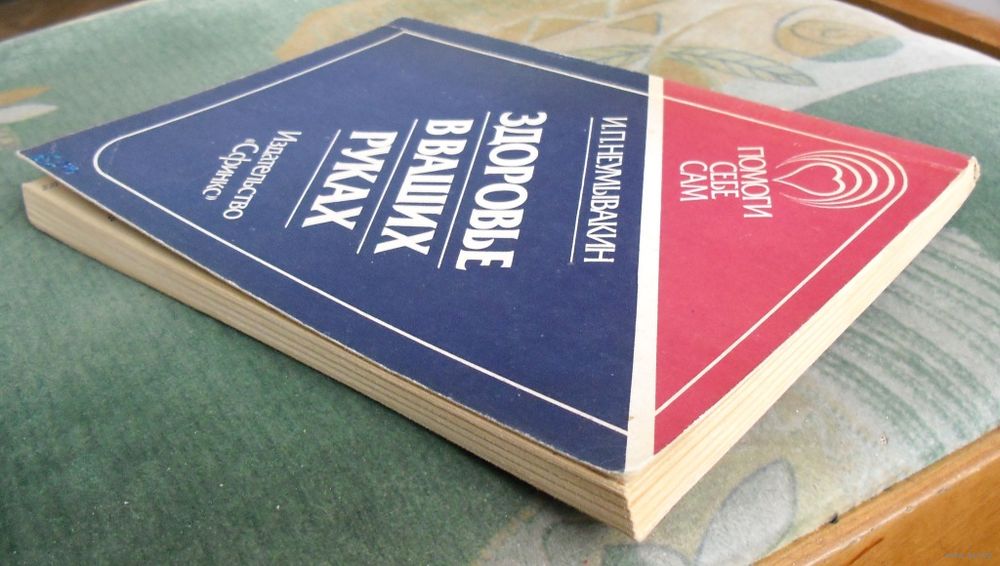 ПОМОГИ
СЕБЕ
САМ
И.П.НЕУМЫВАКИН
ЗДОРОВЬЕ
В ВАШИХ
РУКАХ
Издательство
«Сфинкс»